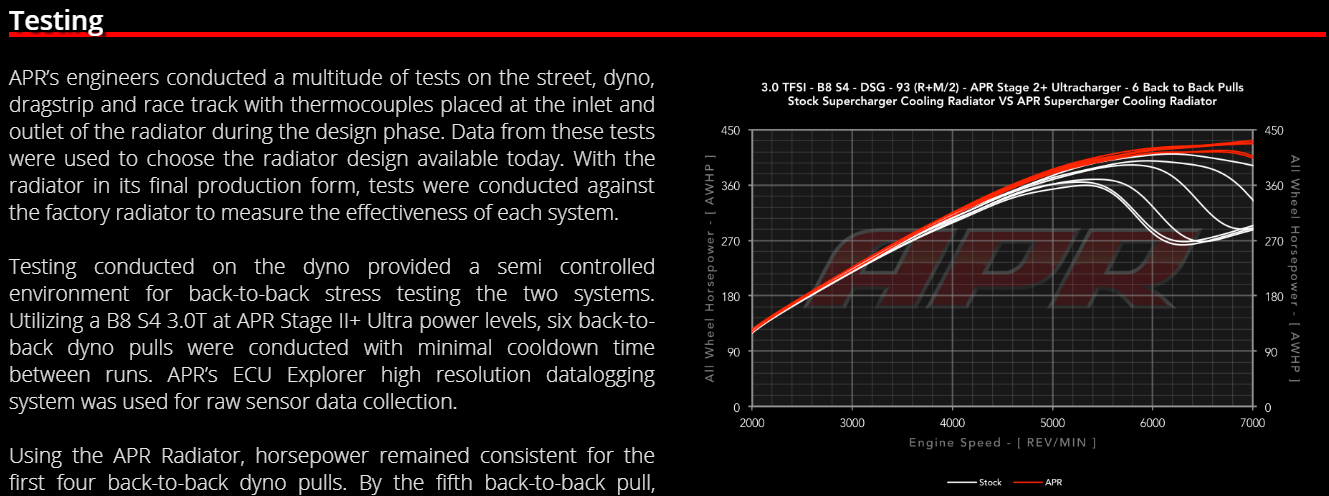 Testing
APR’s engineers conducted a multitude of tests on the street, dyno,
dragstrip and race track with thermocouples placed at the inlet and
outlet of the radiator during the design phase. Data from these tests
were used to choose the radiator design available today. With the
radiator in its final production form, tests were conducted against
the factory radiator to measure the effectiveness of each system.
Testing conducted on the dyno provided a semi controlled
environment for back-to-back stress testing the two systems.
Utilizing a B8 S4 3.0T at APR Stage II+ Ultra power levels, six back-to-
back dyno pulls were conducted with minimal cooldown time
between runs. APR’s ECU Explorer high resolution datalogging
system was used for raw sensor data collection.
Using the APR Radiator, horsepower remained consistent for the
first four back-to-back dyno pulls. By the fifth back-to-back pull,
3.0 TFSI - B8 S4 - DSG - 93 (R+M/2) - APR Stage 2+ Ultracharger - 6 Back to Back Pulls
Stock Supercharger Cooling Radiator VS APR Supercharger Cooling Radiator
All Wheel Horsepower - [ AWHP ]
450
360
270
180
90
0
APR
450
360
270
180
90
0
All Wheel Horsepower - [ AWHP ]
2000 3000 4000 5000 6000 7000
Engine Speed - [ REV/MIN ]
Stock APR